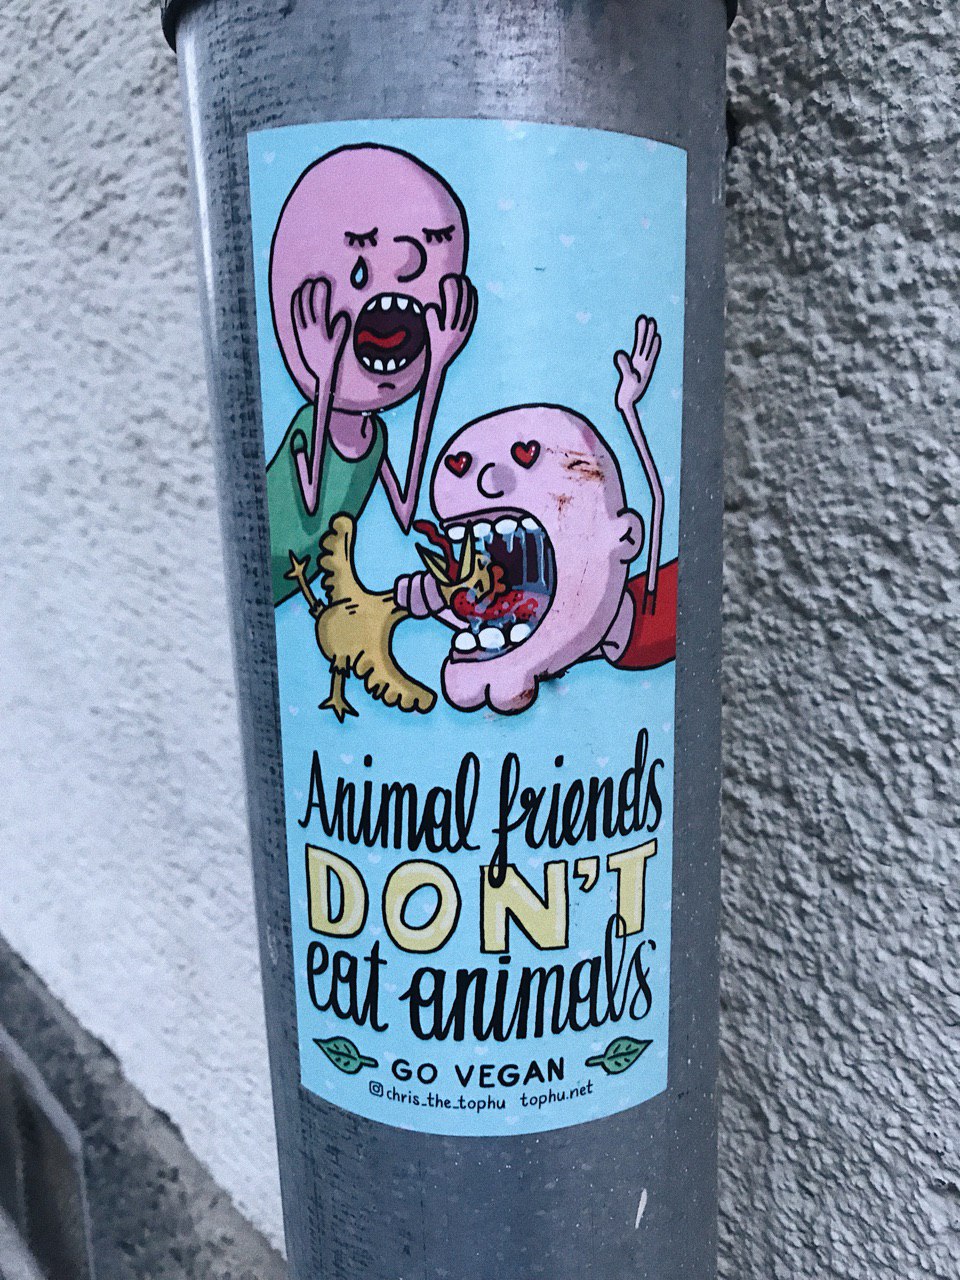 Animal friends
DON'T
eat animals
GO VEGAN
chris_the_tophu tophu.net